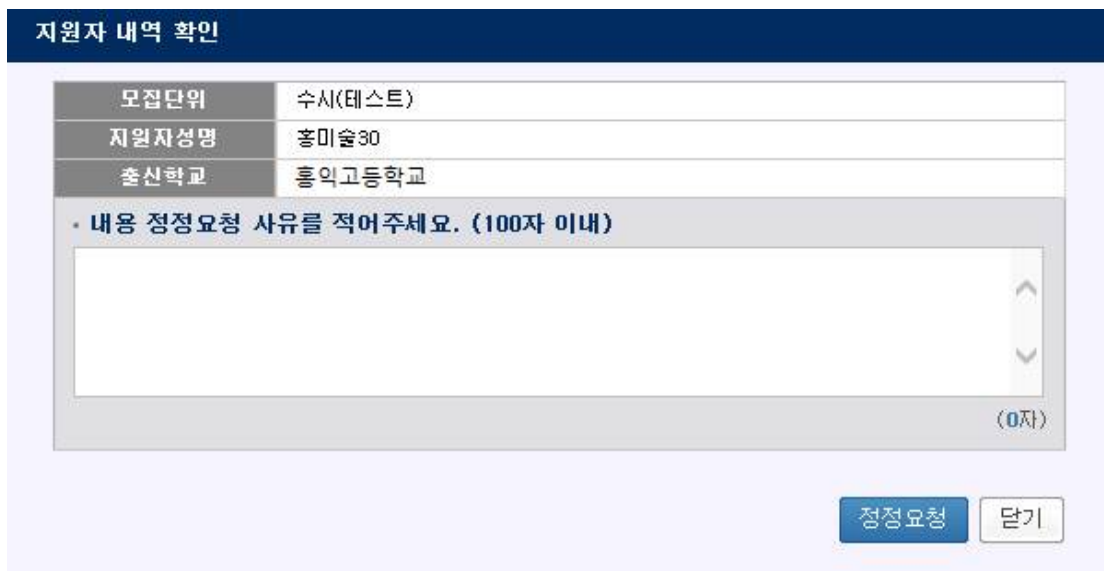 지원자 내역 확인
모집단위 수시(테스트)
지원자성명 홍미술30
출신학교 홍익고등학교
• 내용 정정요청 사유를 적어주세요. (100자 이내)
(0자)
정정요청 닫기